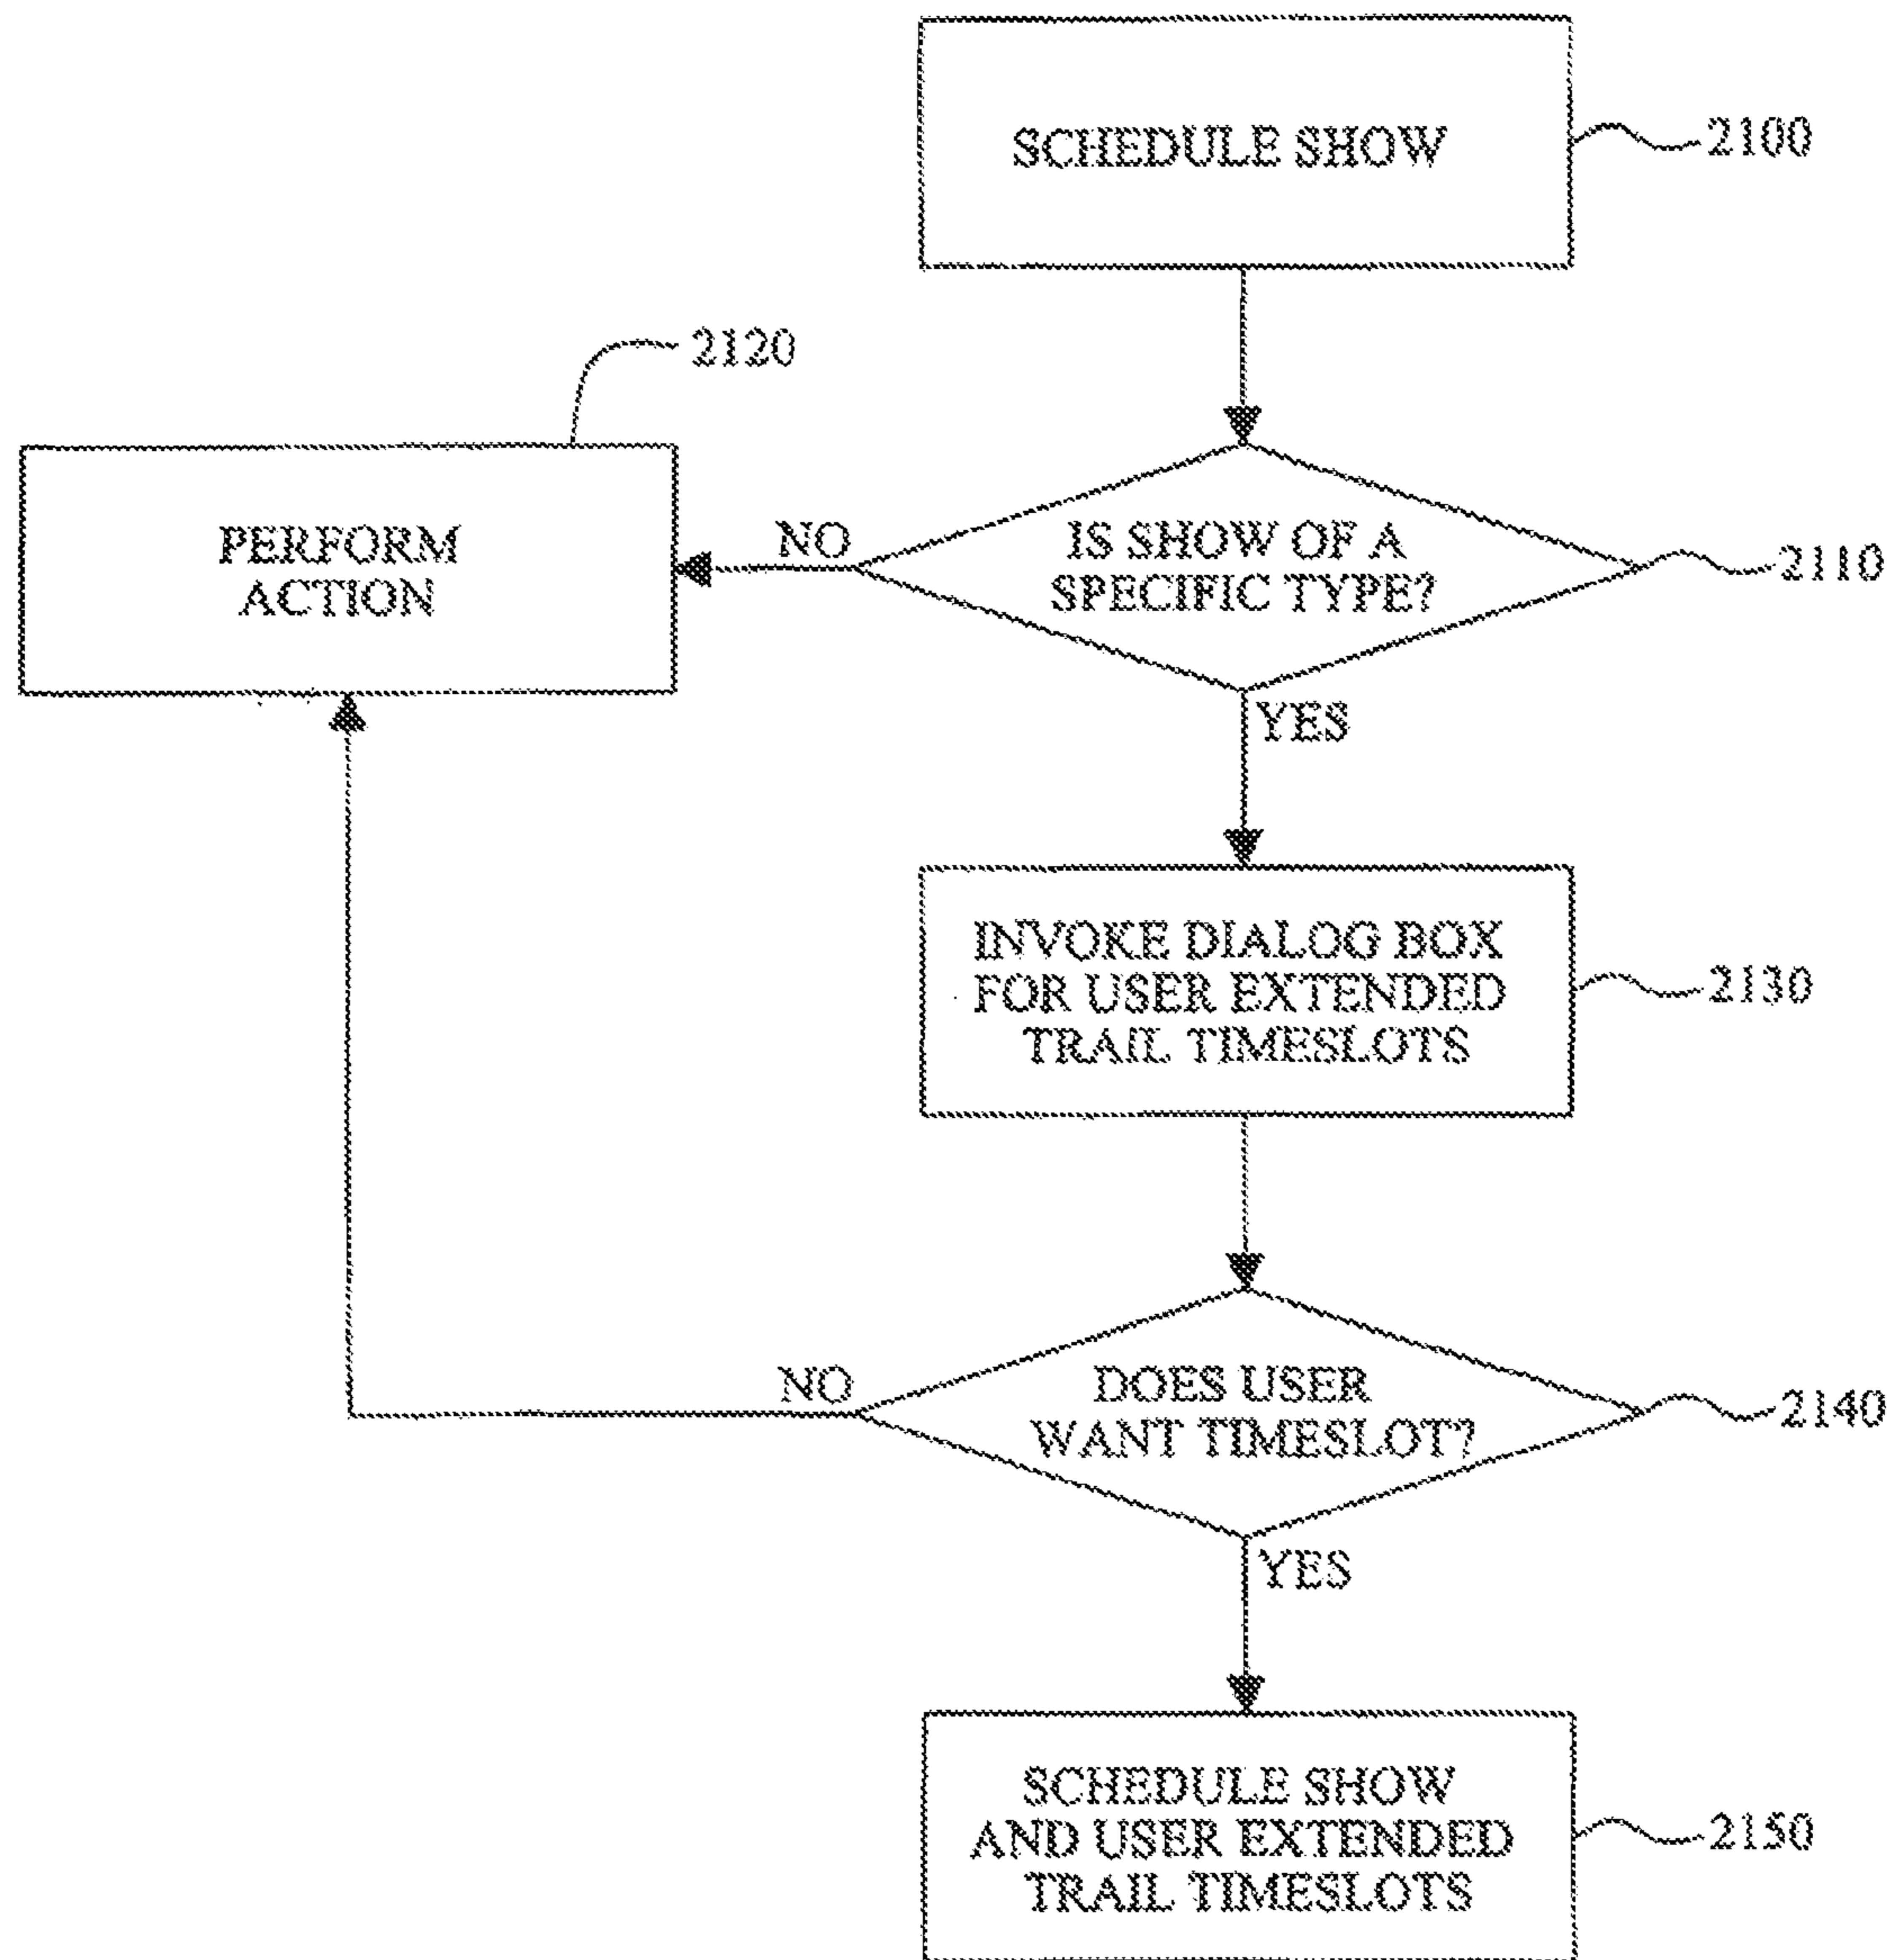 SCHEDULE SHOW
2100
2120
PERFORM
ACTION
NO
IS SHOW OF A
SPECIFIC TYPE?
2110
YES
INVOKE DIALOG BOX
FOR USER EXTENDED
TRAIL TIMESLOTS
2130
NO
DOES USER
WANT TIMESLOT?
2140
YES
SCHEDULE SHOW
AND USER EXTENDED
TRAIL TIMESLOTS
2150